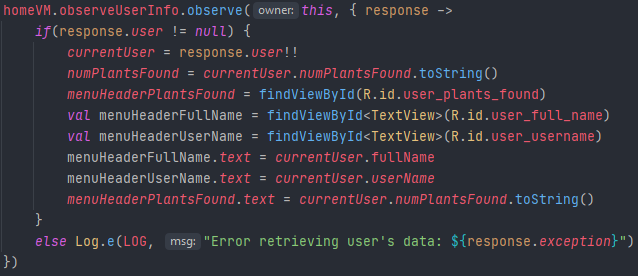 homeVM.observeUserInfo.observe( owner: this, { response ->
    if(response.user != null) {
        currentUser = response.user!!
        numPlantsFound = currentUser.numPlantsFound.toString()
        menuHeaderPlantsFound = findViewById(R.id.user_plants_found)
        val menuHeaderFullName = findViewById<TextView>(R.id.user_full_name)
        val menuHeaderUserName = findViewById<TextView>(R.id.user_username)
        menuHeaderFullName.text = currentUser.fullName
        menuHeaderUserName.text = currentUser.userName
        menuHeaderPlantsFound.text = currentUser.numPlantsFound.toString()
    }
    else Log.e(LOG, msg: "Error retrieving user's data: ${response.exception}")
})